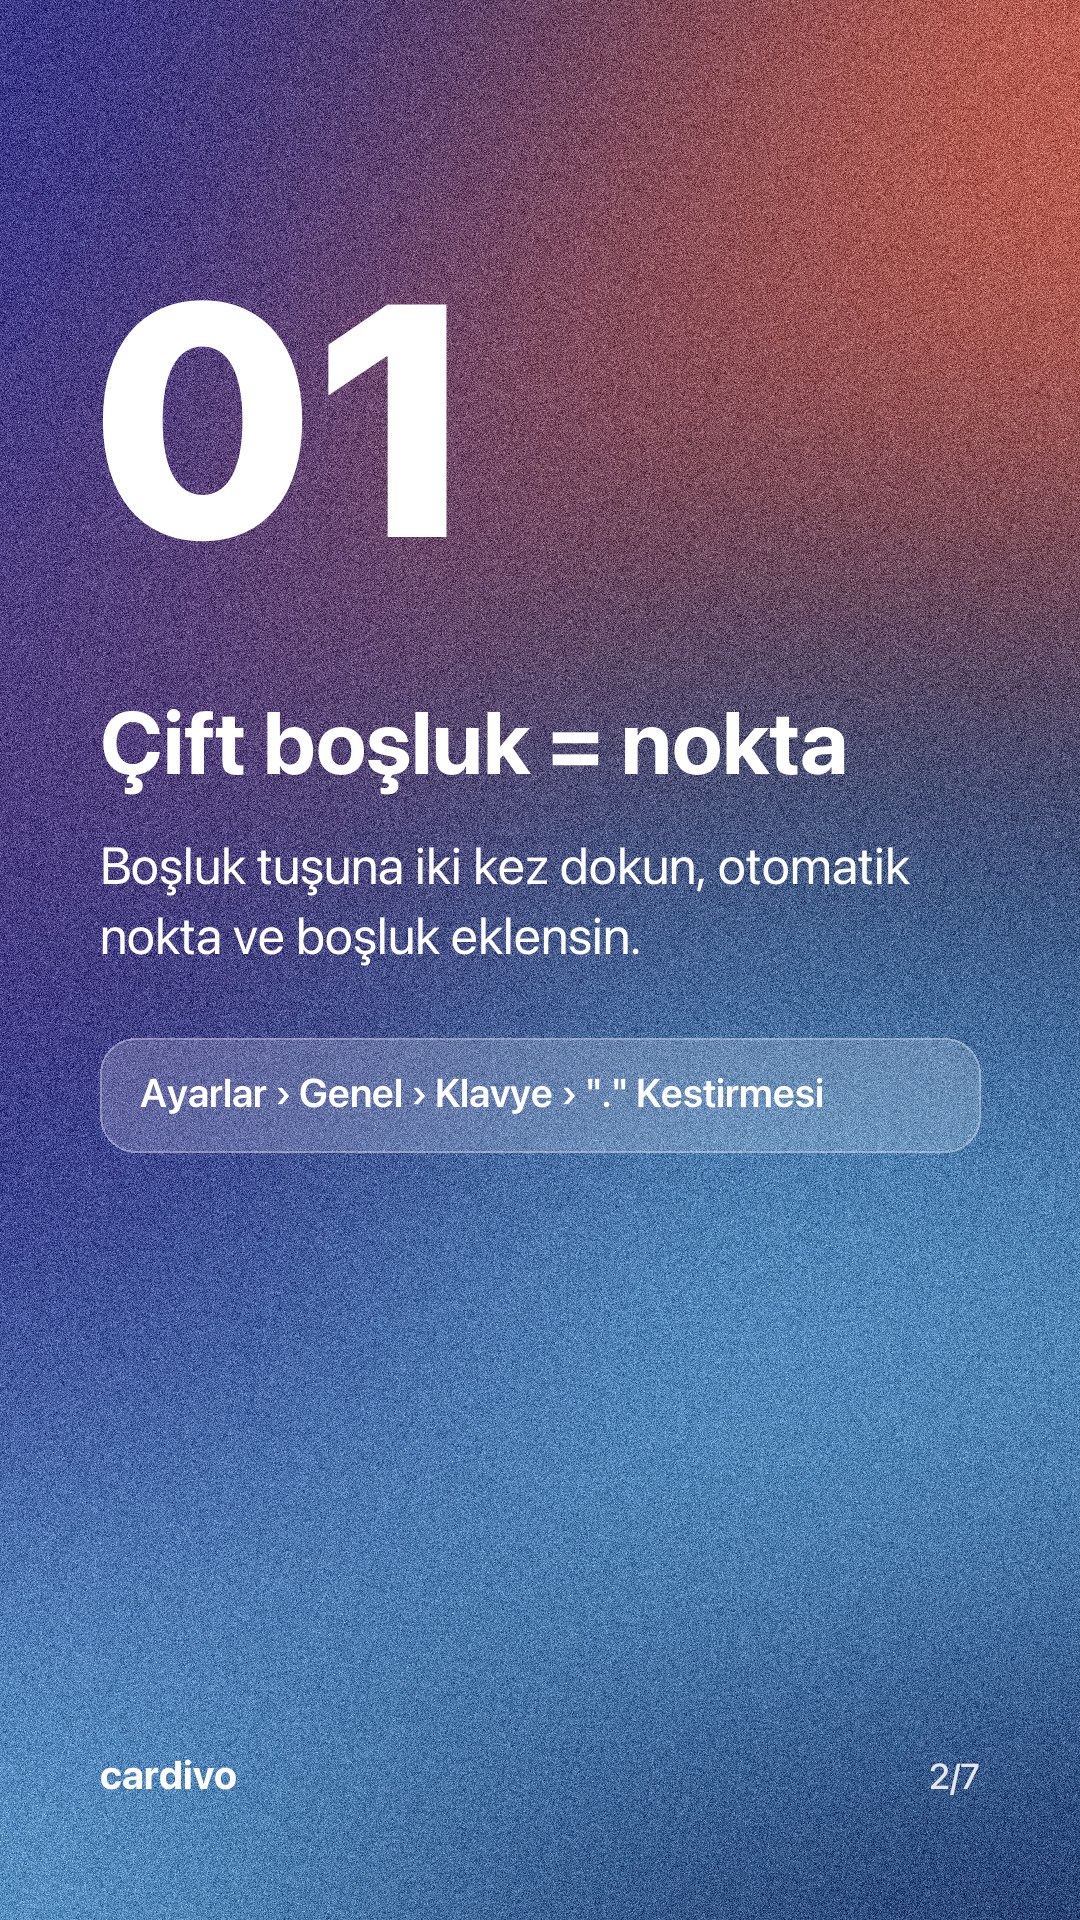 01
Çift boşluk = nokta
Boşluk tuşuna iki kez dokun, otomatik
nokta ve boşluk eklensin.
Ayarlar › Genel › Klavye › "." Kestirmesi
cardivo
2/7